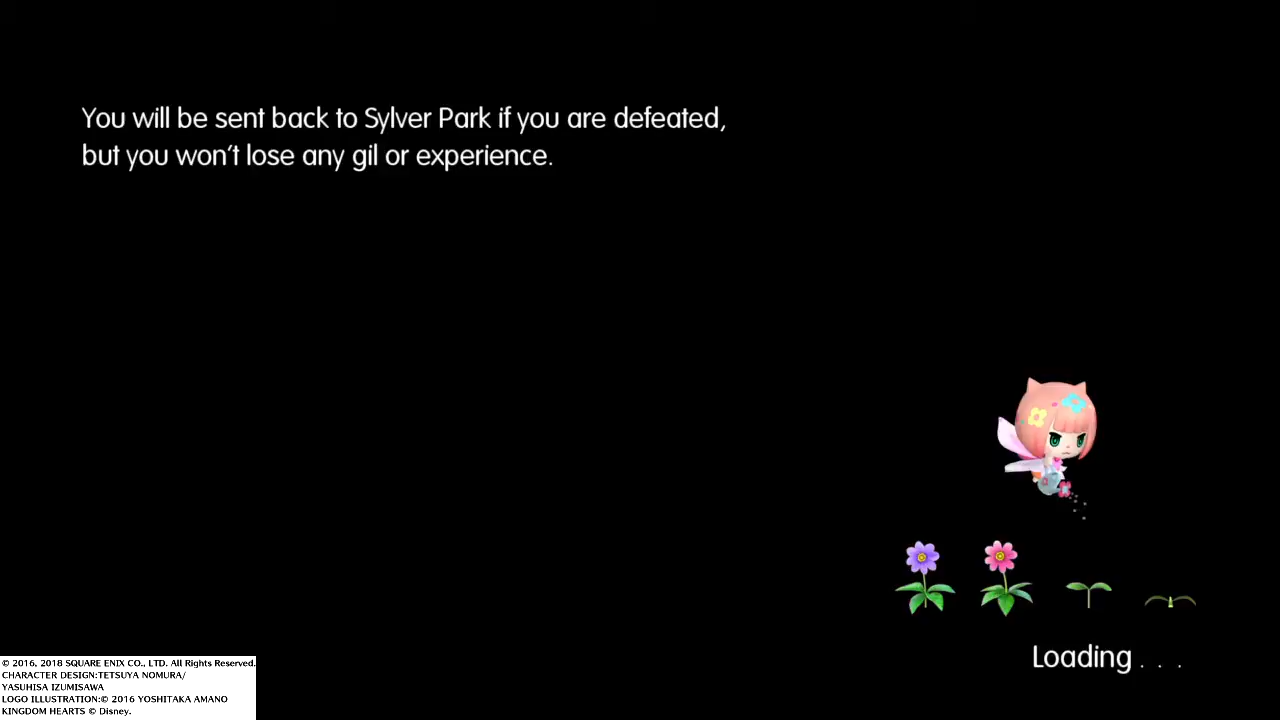 You will be sent back to Sylver Park if you are defeated,
but you won't lose any gil or experience.
Loading . . .
© 2016, 2018 SQUARE ENIX CO., LTD. All Rights Reserved.
CHARACTER DESIGN:TETSUYA NOMURA/
YASUHISA IZUMISAWA
LOGO ILLUSTRATION:© 2016 YOSHITAKA AMANO
KINGDOM HEARTS © Disney.